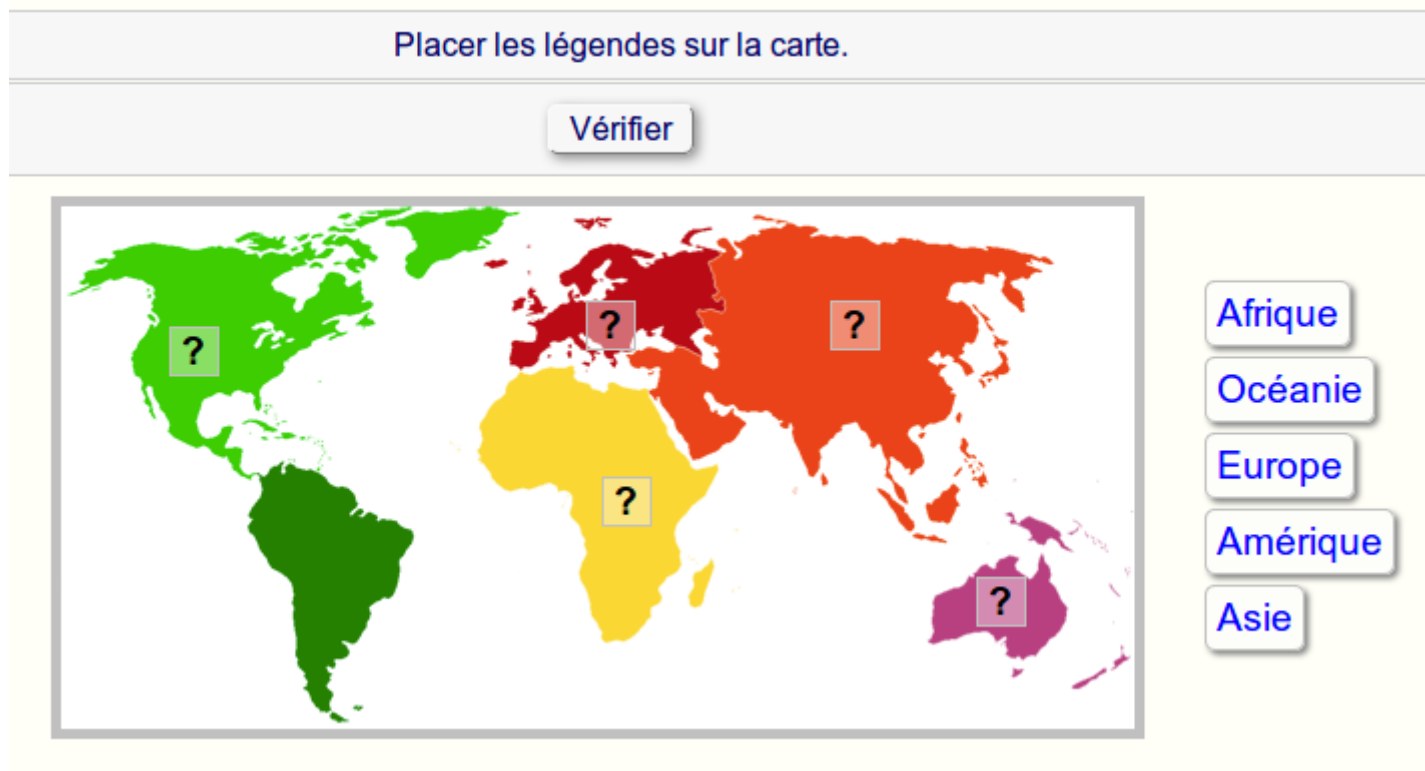 Placer les légendes sur la carte.
Vérifier
?
?
?
?
?
Afrique
Océanie
Europe
Amérique
Asie